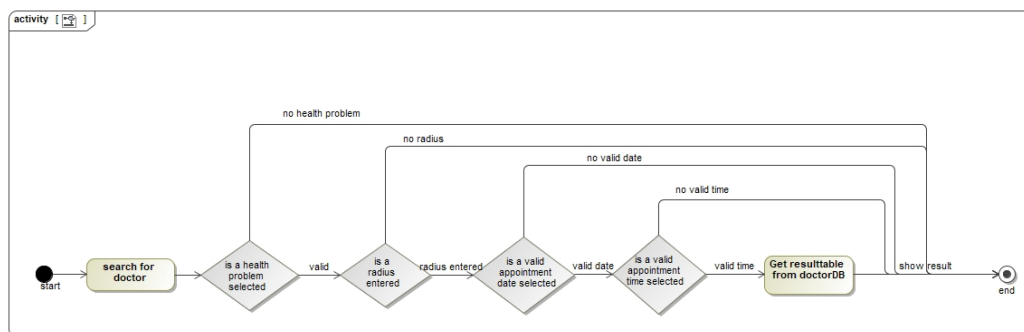 activity [ ]
no health problem
no radius
no valid date
no valid time
start
search for
doctor
is a health
problem
selected
valid
is a
radius
entered
radius entered
is a valid
appointment
date selected
valid date
is a valid
appointment
time selected
valid time
Get resulttable
from doctorDB
show result
end